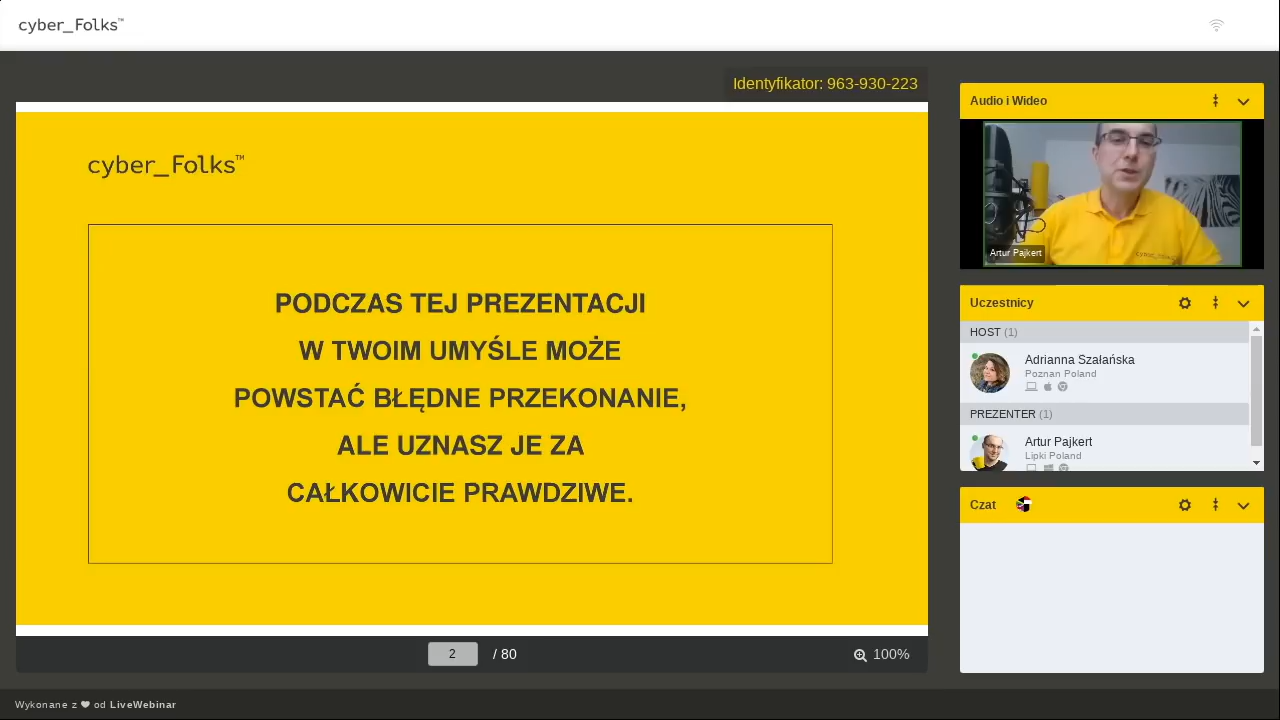 cyber_Folks™
Identyfikator: 963-930-223
cyber_Folks™
PODCZAS TEJ PREZENTACJI
W TWOIM UMYŚLE MOŻE
POWSTAĆ BŁĘDNE PRZEKONANIE,
ALE UZNASZ JE ZA
CAŁKOWICIE PRAWDZIWE.
2 / 80
100%
Audio i Wideo
cyber_Folks
Artur Pajkert
Uczestnicy
HOST (1)
Adrianna Szałańska
Poznan Poland
PREZENTER (1)
Artur Pajkert
Lipki Poland
Czat
Wykonane z ❤ od LiveWebinar